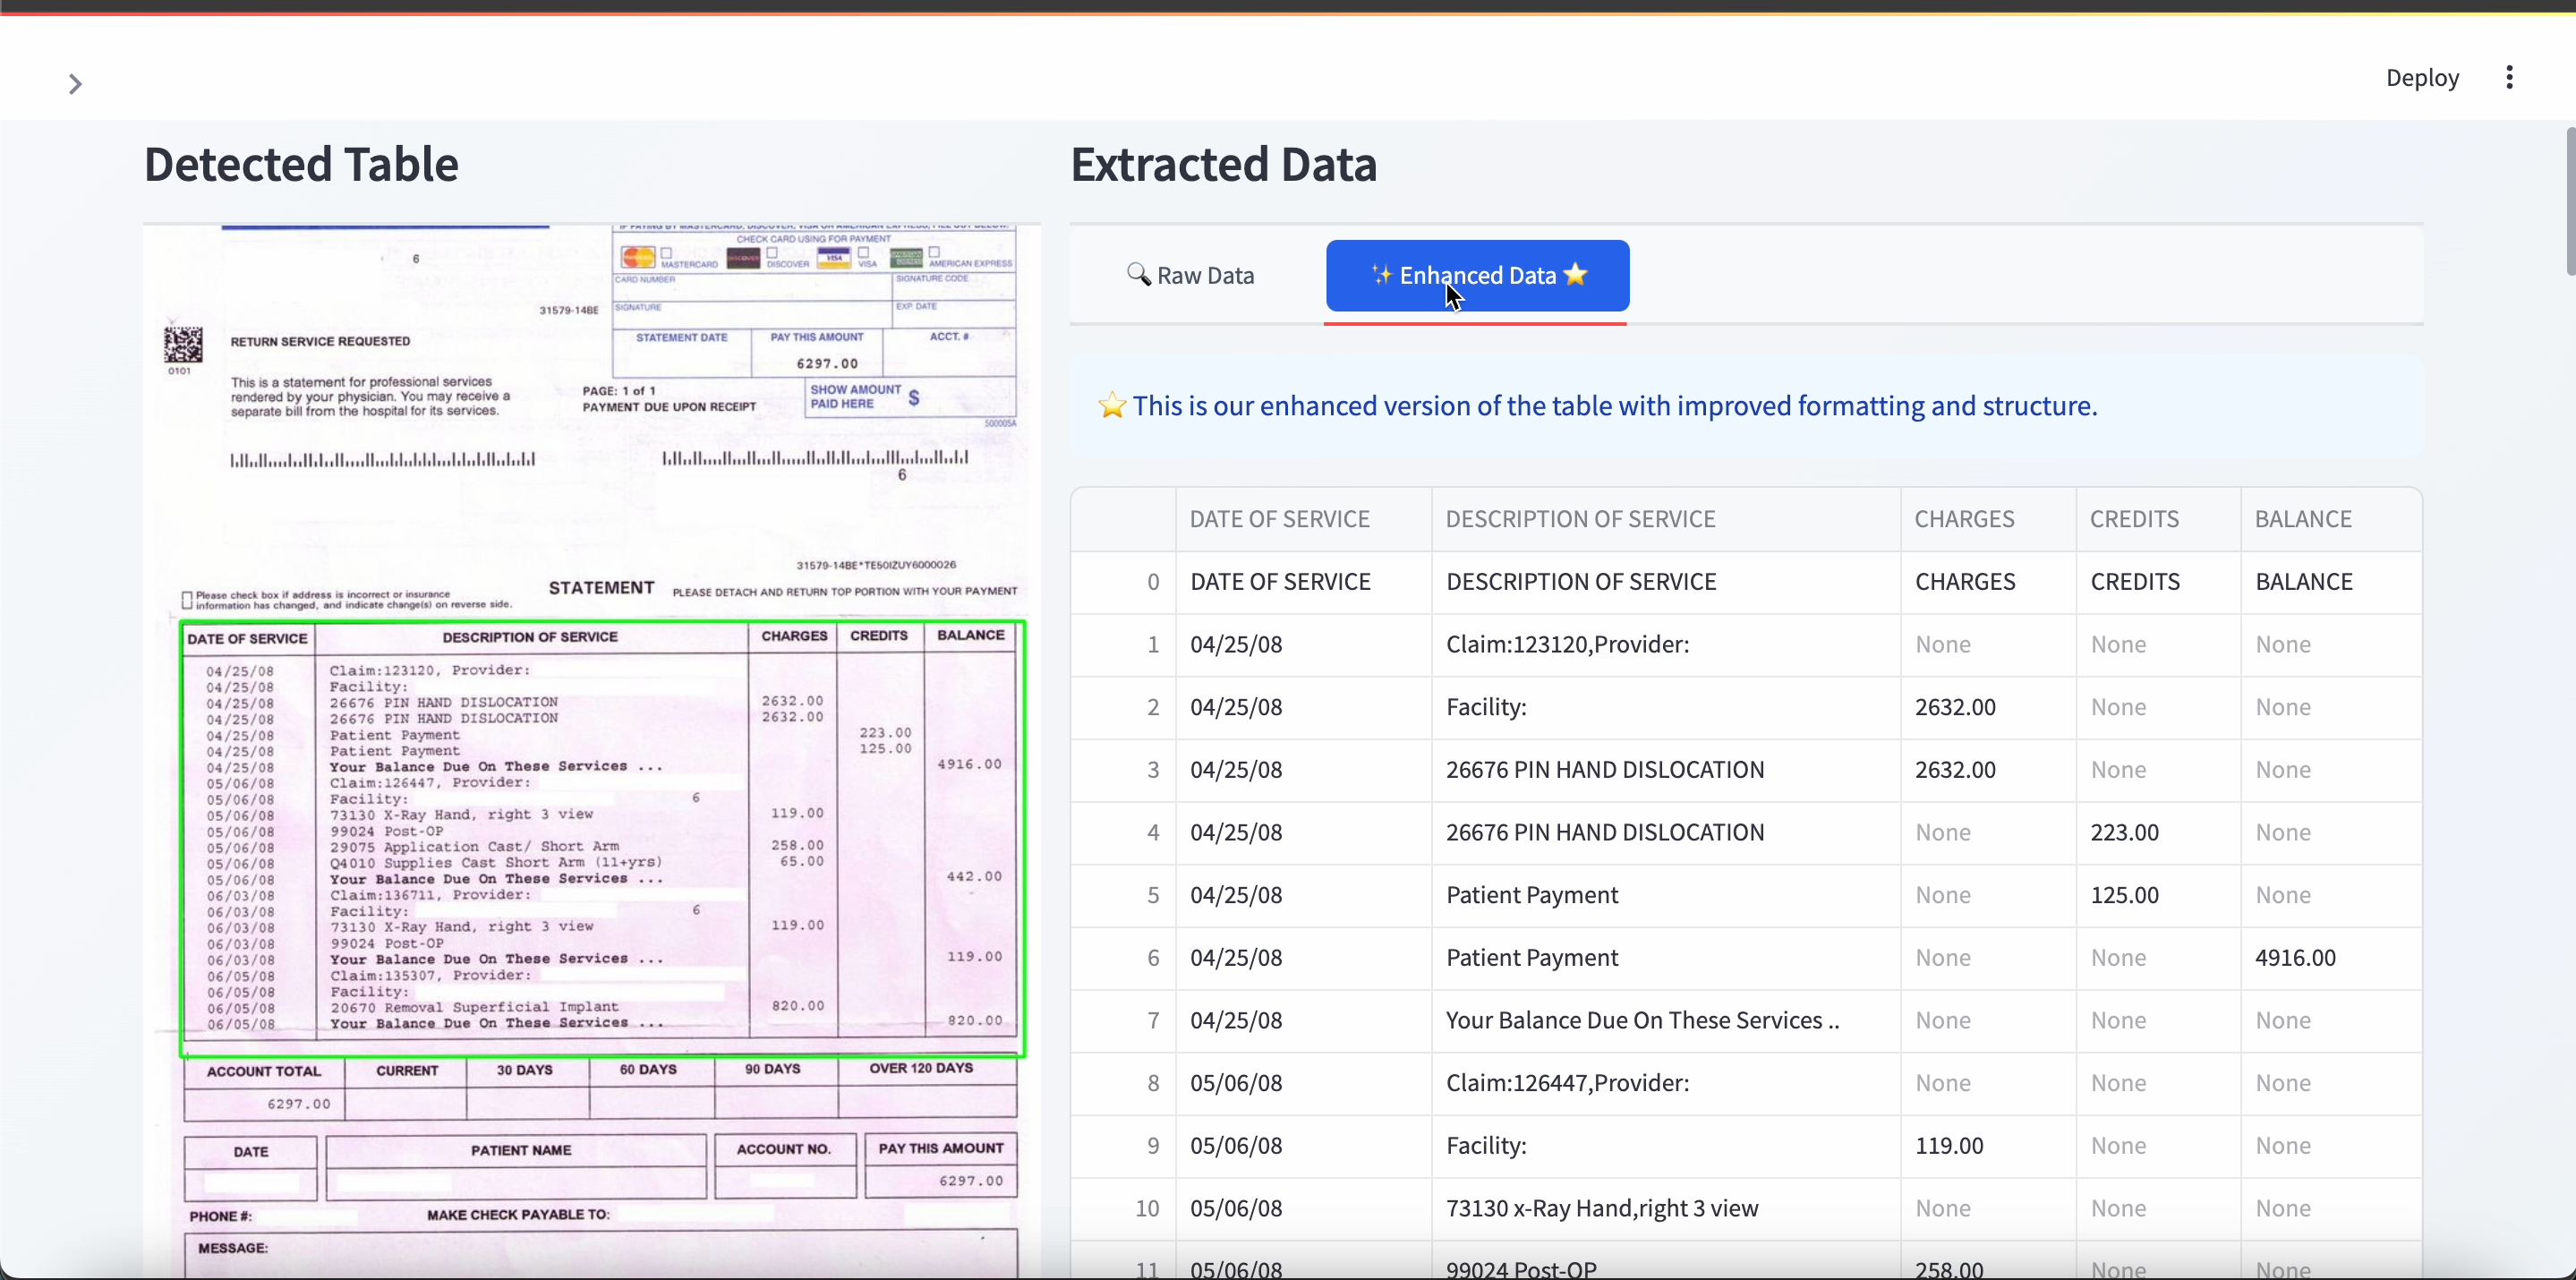 Deploy
Detected Table
IF PAYING BY MASTERCARD, DISCOVER, VISA OR AMERICAN EXPRESS, FILL OUT BELOW.
CHECK CARD USING FOR PAYMENT
MASTERCARD DISCOVER VISA AMERICAN EXPRESS
CARD NUMBER SIGNATURE CODE
SIGNATURE EXP. DATE
STATEMENT DATE PAY THIS AMOUNT ACCT. #
6297.00
SHOW AMOUNT PAID HERE $
500005A
6
31579-14BE
0101
RETURN SERVICE REQUESTED
This is a statement for professional services
rendered by your physician. You may receive a
separate bill from the hospital for its services.
PAGE: 1 of 1
PAYMENT DUE UPON RECEIPT
6
31579-14BE*TE50IZUY6000026
Please check box if address is incorrect or insurance
information has changed, and indicate change(s) on reverse side.
STATEMENT PLEASE DETACH AND RETURN TOP PORTION WITH YOUR PAYMENT
DATE OF SERVICE DESCRIPTION OF SERVICE CHARGES CREDITS BALANCE
04/25/08 Claim:123120, Provider:
04/25/08 Facility:
04/25/08 26676 PIN HAND DISLOCATION 2632.00
04/25/08 26676 PIN HAND DISLOCATION 2632.00
04/25/08 Patient Payment 223.00
04/25/08 Patient Payment 125.00
04/25/08 Your Balance Due On These Services ... 4916.00
05/06/08 Claim:126447, Provider:
05/06/08 Facility: 6
05/06/08 73130 X-Ray Hand, right 3 view 119.00
05/06/08 99024 Post-OP
05/06/08 29075 Application Cast/ Short Arm 258.00
05/06/08 Q4010 Supplies Cast Short Arm (11+yrs) 65.00
05/06/08 Your Balance Due On These Services ... 442.00
06/03/08 Claim:136711, Provider: -
06/03/08 Facility: 6
06/03/08 73130 X-Ray Hand, right 3 view 119.00
06/03/08 99024 Post-OP
06/03/08 Your Balance Due On These Services ... 119.00
06/05/08 Claim:135307, Provider:
06/05/08 Facility:
06/05/08 20670 Removal Superficial Implant 820.00
06/05/08 Your Balance Due On These Services ... 820.00
ACCOUNT TOTAL CURRENT 30 DAYS 60 DAYS 90 DAYS OVER 120 DAYS
6297.00
DATE PATIENT NAME ACCOUNT NO. PAY THIS AMOUNT
6297.00
PHONE #: MAKE CHECK PAYABLE TO:
MESSAGE:
Extracted Data
Raw Data
Enhanced Data
This is our enhanced version of the table with improved formatting and structure.
DATE OF SERVICE DESCRIPTION OF SERVICE CHARGES CREDITS BALANCE
0 DATE OF SERVICE DESCRIPTION OF SERVICE CHARGES CREDITS BALANCE
1 04/25/08 Claim:123120,Provider: None None None
2 04/25/08 Facility: 2632.00 None None
3 04/25/08 26676 PIN HAND DISLOCATION 2632.00 None None
4 04/25/08 26676 PIN HAND DISLOCATION None 223.00 None
5 04/25/08 Patient Payment None 125.00 None
6 04/25/08 Patient Payment None None 4916.00
7 04/25/08 Your Balance Due On These Services .. None None None
8 05/06/08 Claim:126447,Provider: None None None
9 05/06/08 Facility: 119.00 None None
10 05/06/08 73130 x-Ray Hand,right 3 view None None None
11 05/06/08 99024 Post-OP 258.00 None None